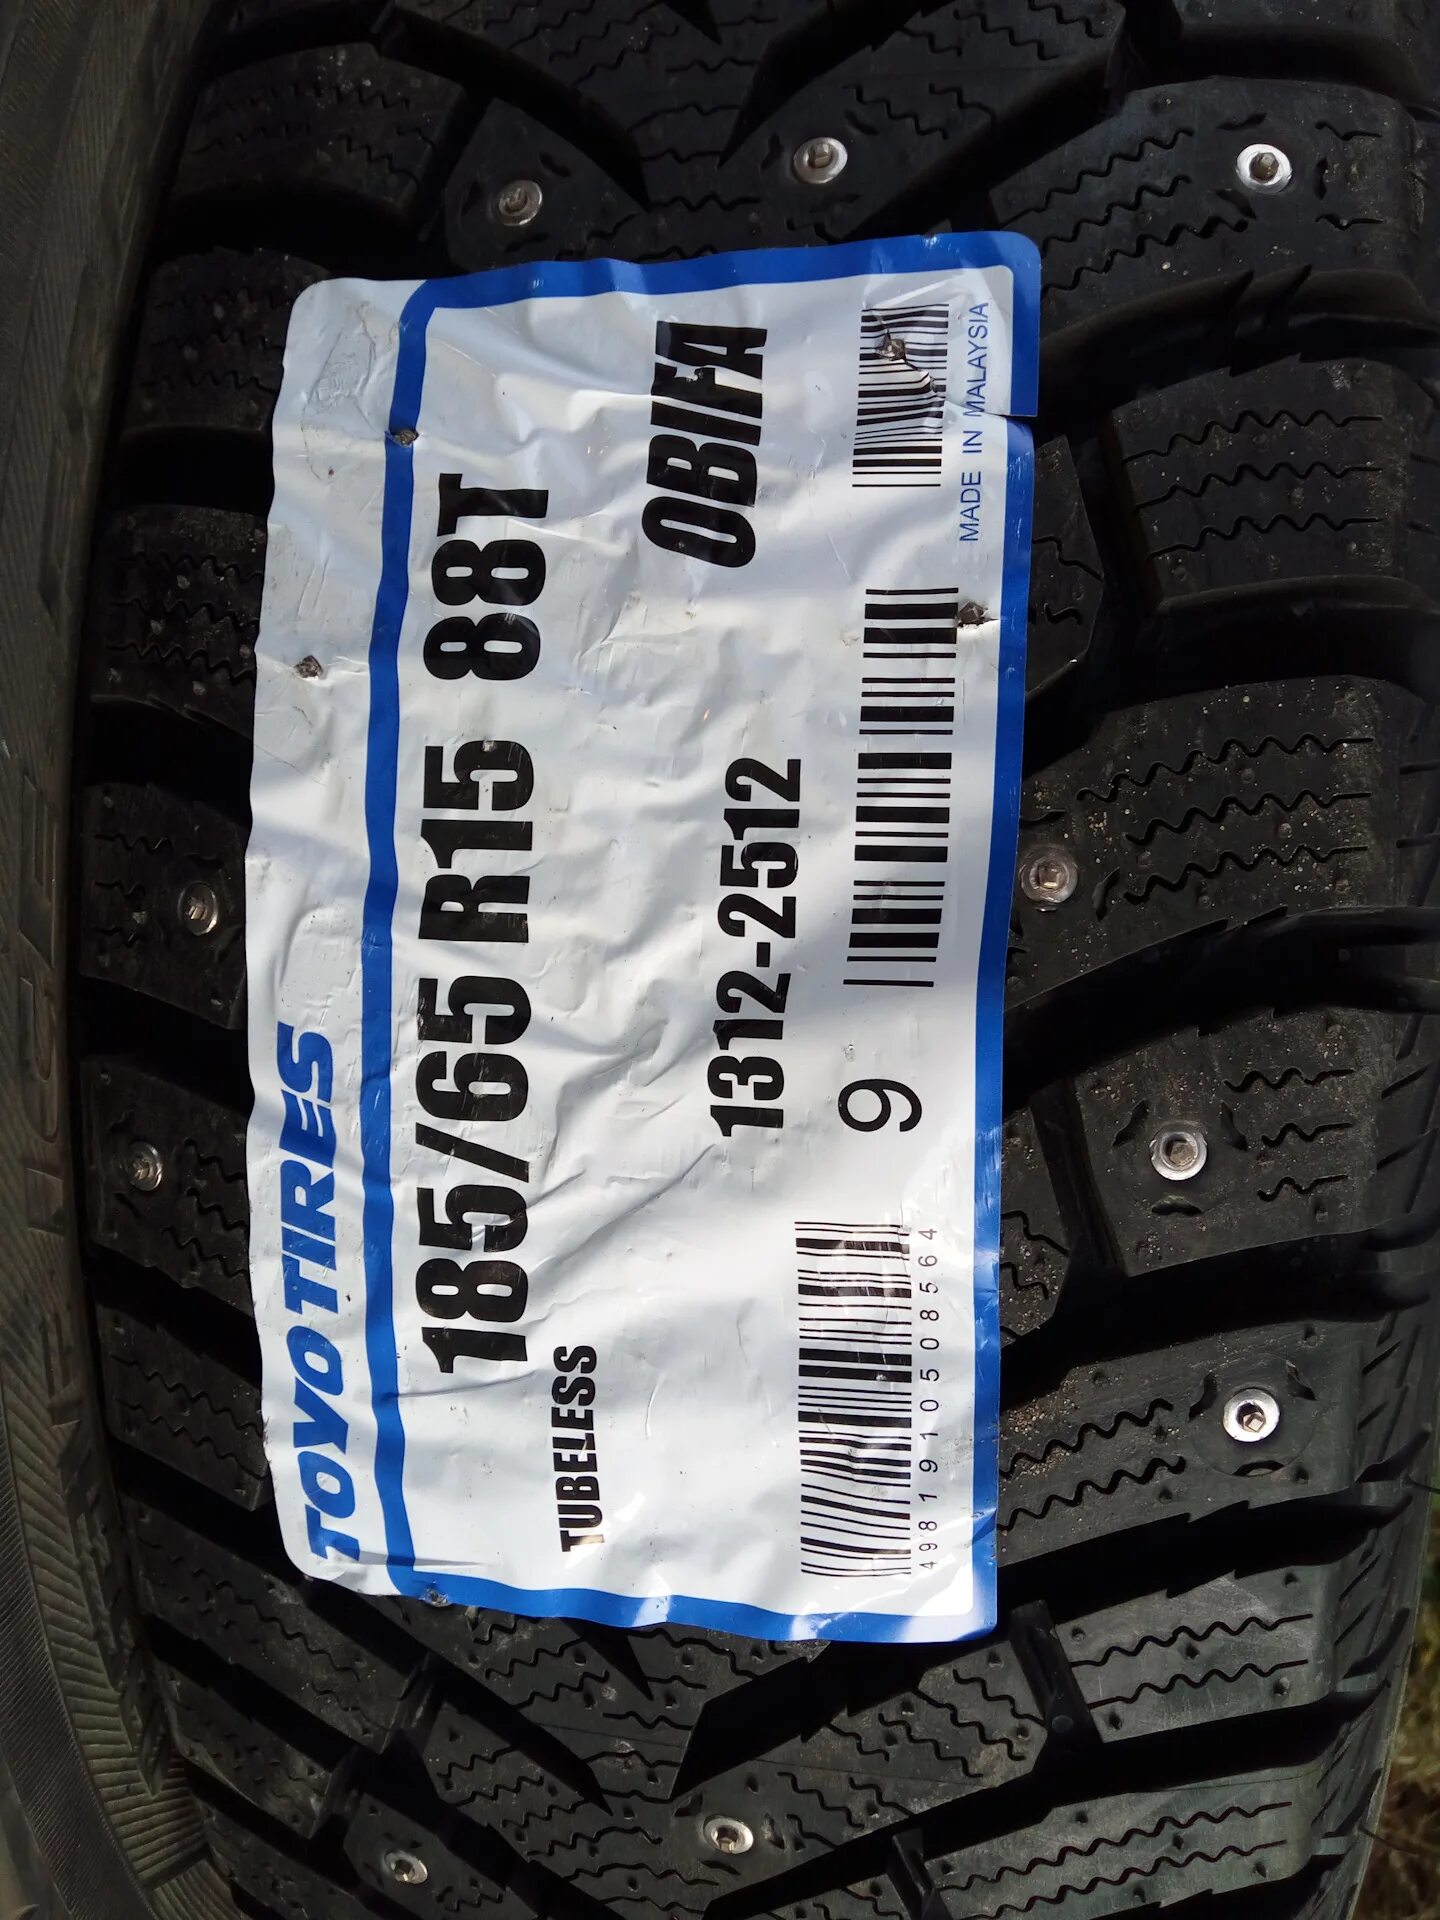 TOYO TIRES
185/65 R15 88T
TUBELESS
OBIFA
1312-2512
9
4981910508564
MADE IN MALAYSIA